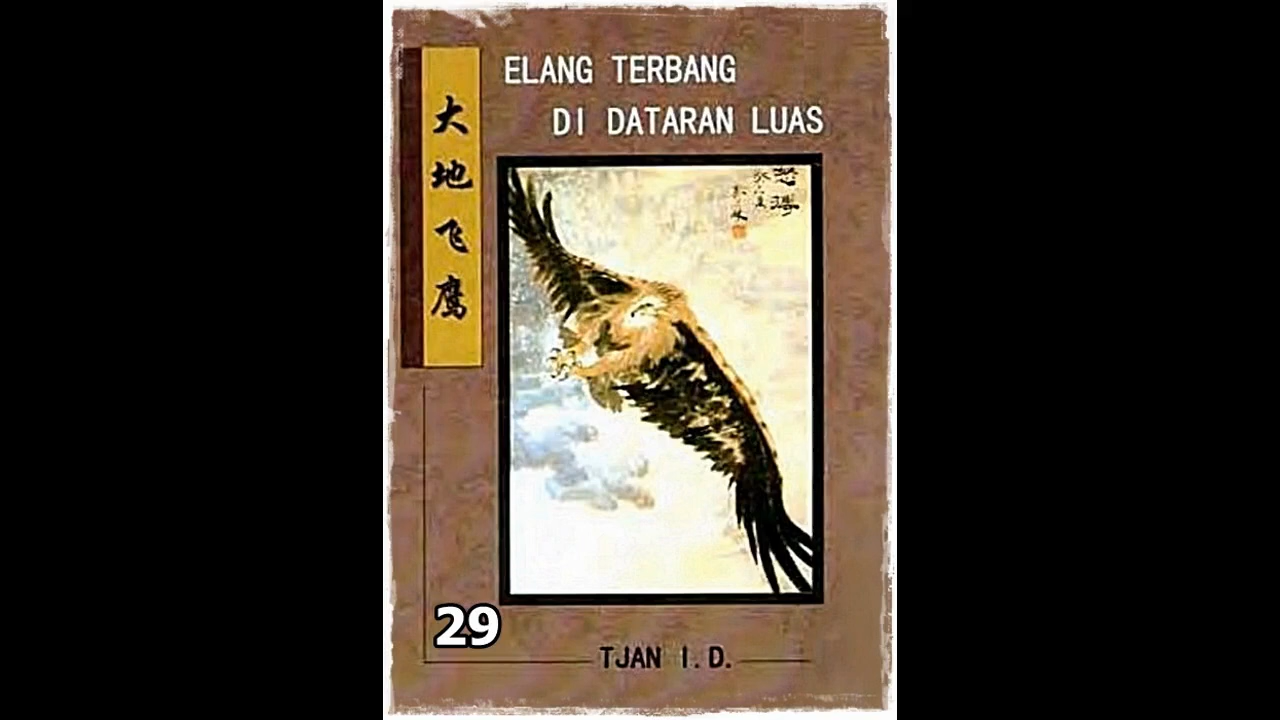 ELANG TERBANG
DI DATARAN LUAS
大地飞鹰
29
TJAN I.D.